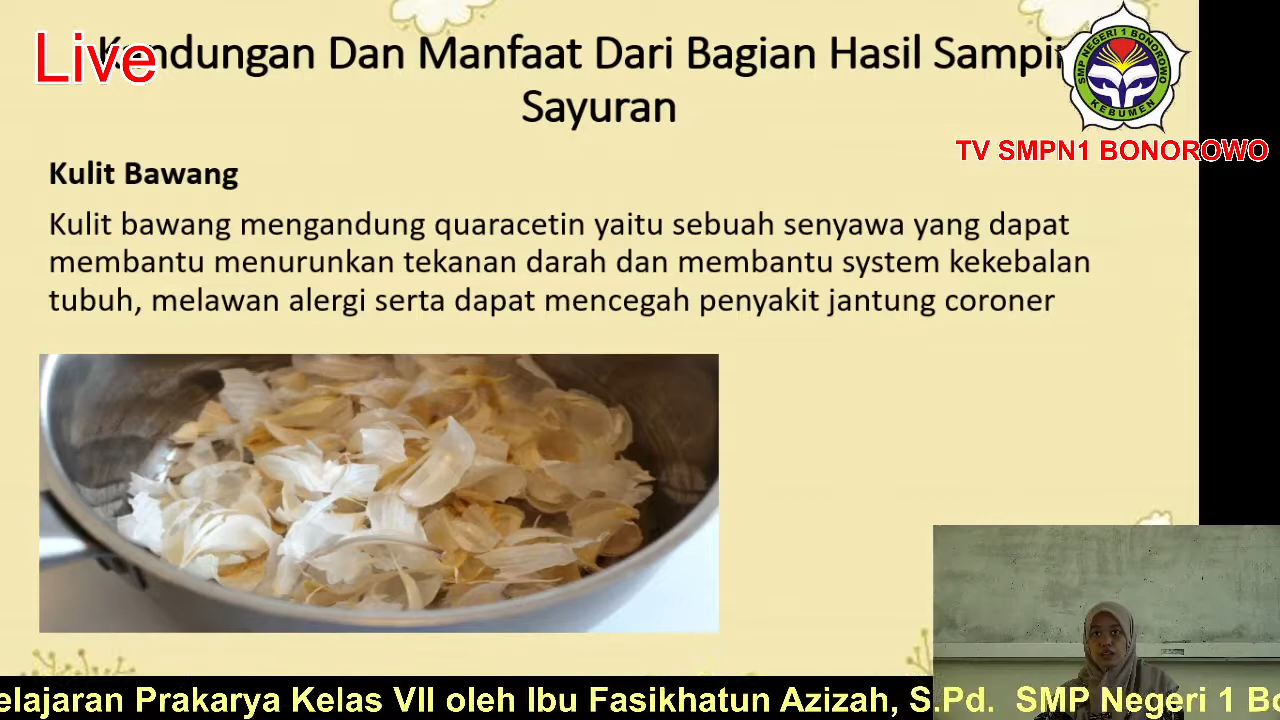 Live
Kandungan Dan Manfaat Dari Bagian Hasil Sampin
Sayuran
SMP NEGERI 1 BONOROWO
KEBUMEN
TV SMPN1 BONOROWO
Kulit Bawang
Kulit bawang mengandung quaracetin yaitu sebuah senyawa yang dapat
membantu menurunkan tekanan darah dan membantu system kekebalan
tubuh, melawan alergi serta dapat mencegah penyakit jantung coroner
elajaran Prakarya Kelas VII oleh Ibu Fasikhatun Azizah, S.Pd. SMP Negeri 1 Bo